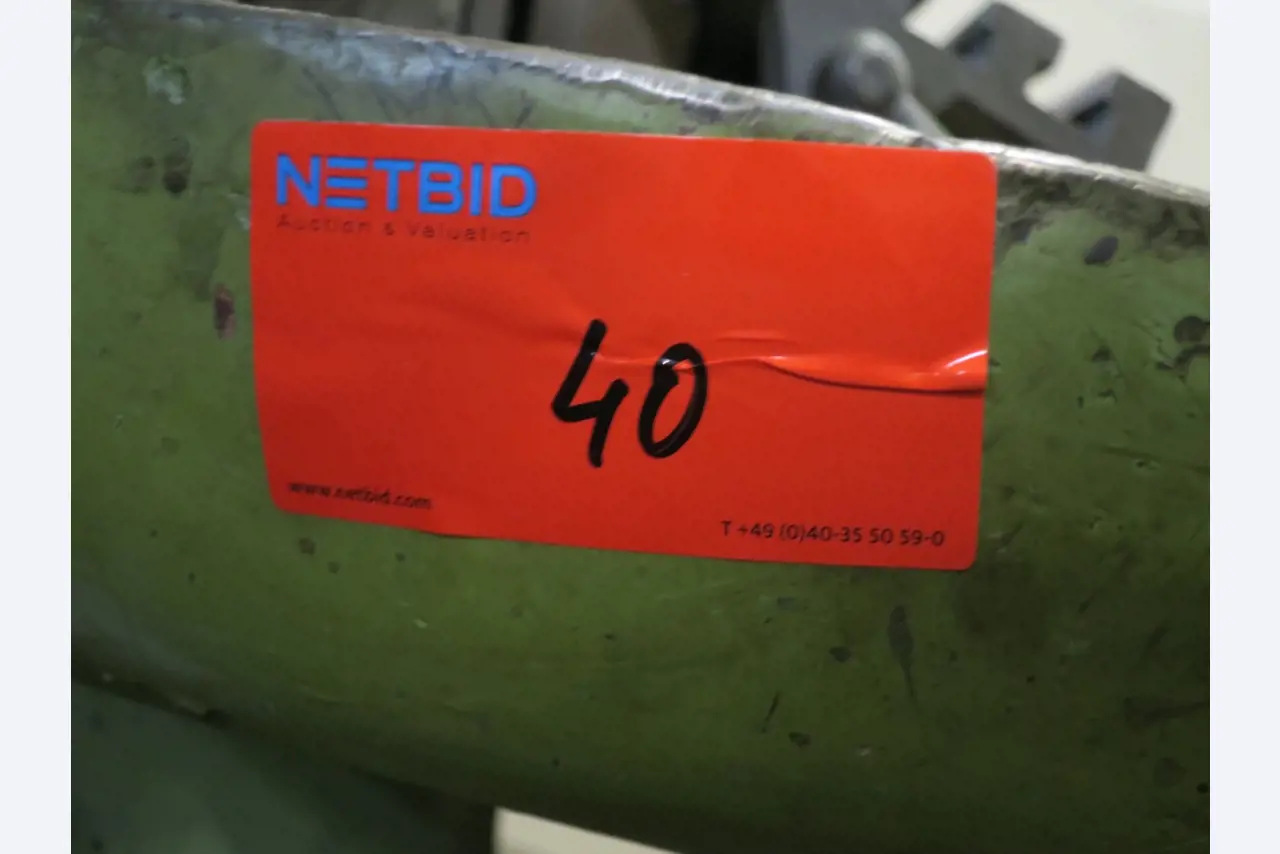 NETBID
Auction & Valuation
40
www.netbid.com
T +49 (0)40-35 50 59-0